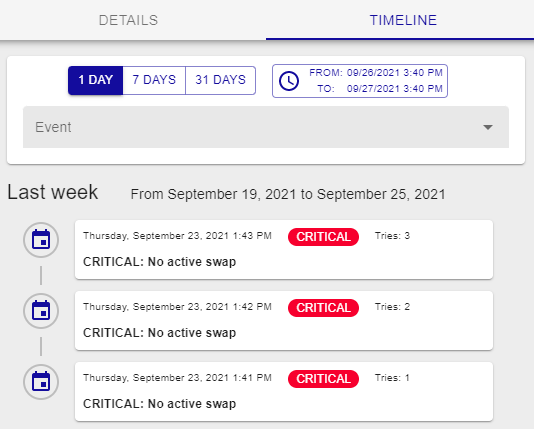 DETAILS
TIMELINE
1 DAY
7 DAYS
31 DAYS
FROM: 09/26/2021 3:40 PM
TO: 09/27/2021 3:40 PM
Event
Last week From September 19, 2021 to September 25, 2021
Thursday, September 23, 2021 1:43 PM CRITICAL Tries: 3
CRITICAL: No active swap
Thursday, September 23, 2021 1:42 PM CRITICAL Tries: 2
CRITICAL: No active swap
Thursday, September 23, 2021 1:41 PM CRITICAL Tries: 1
CRITICAL: No active swap